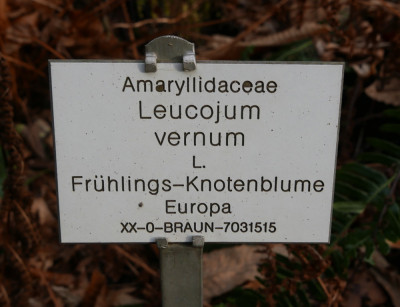 Amaryllidaceae
Leucojum
vernum
L.
Frühlings-Knotenblume
Europa
XX-0-BRAUN-7031515